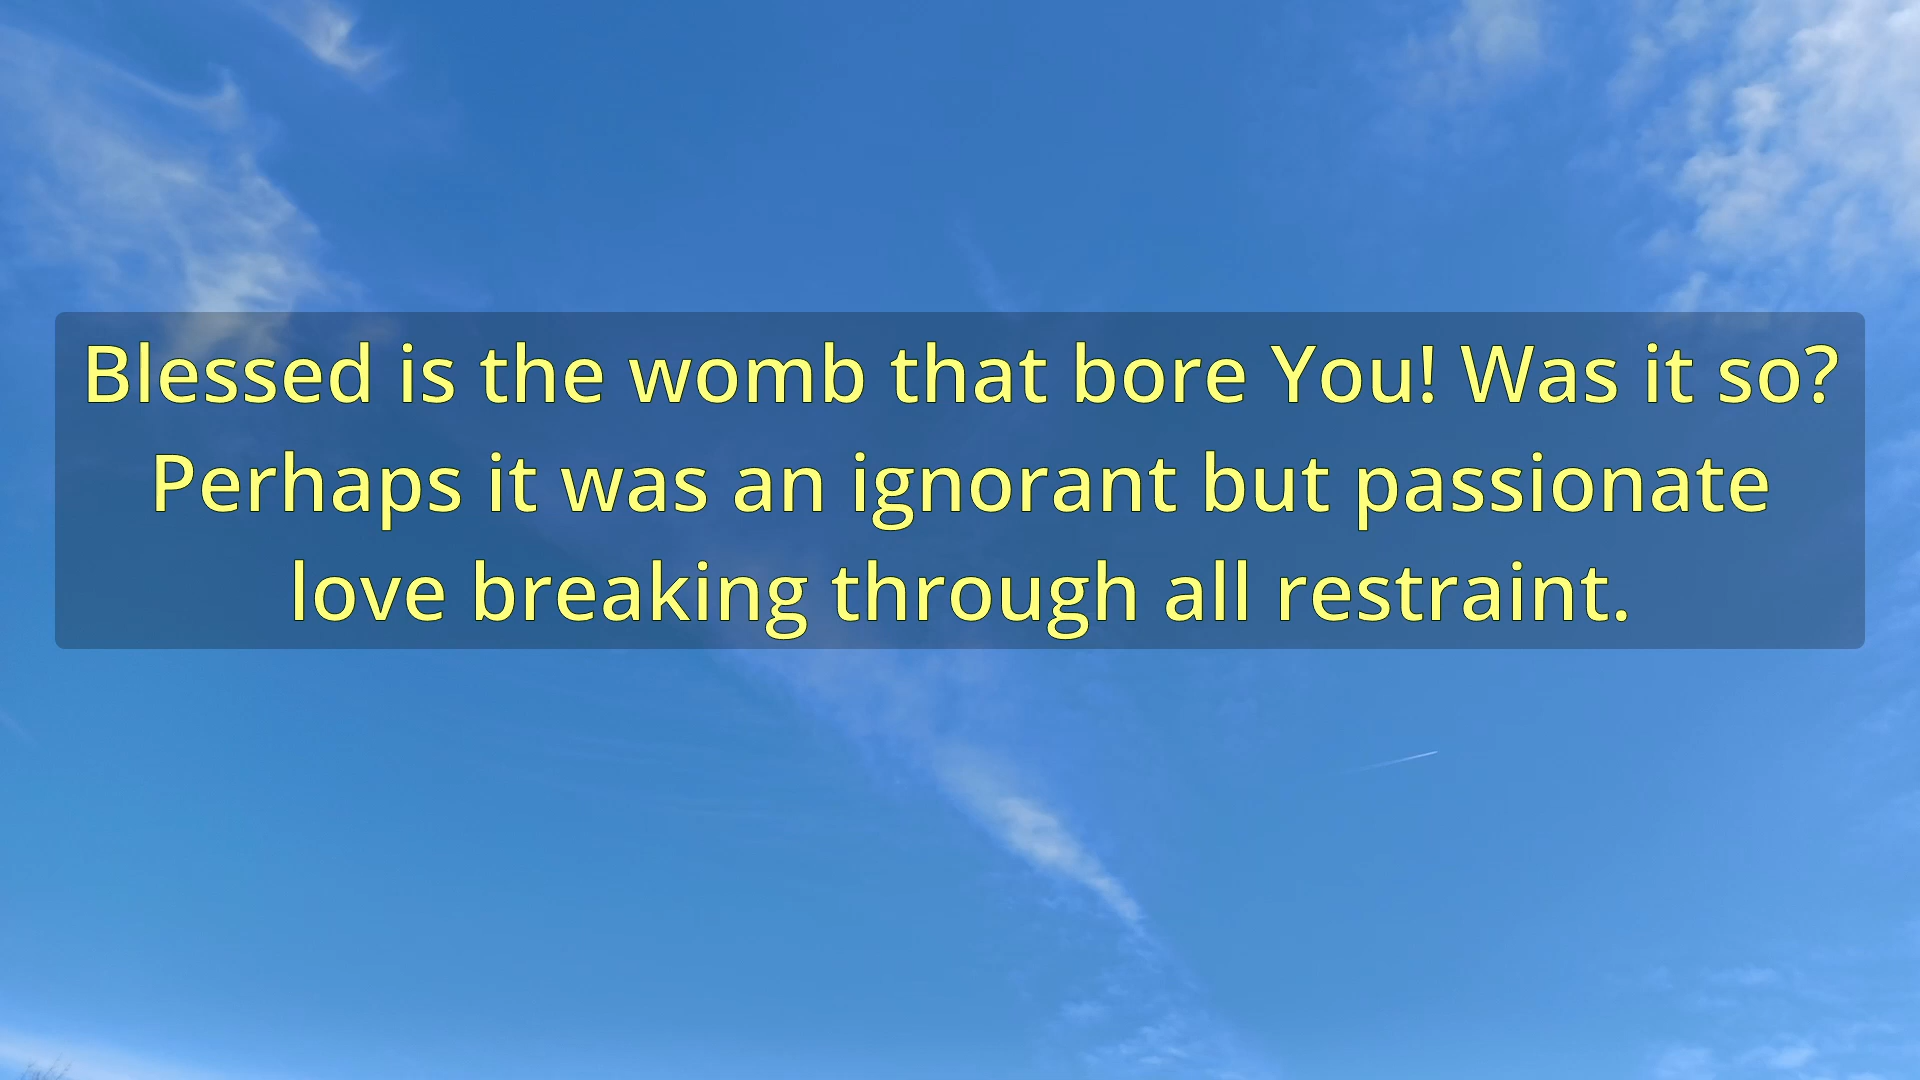 Blessed is the womb that bore You! Was it so?
Perhaps it was an ignorant but passionate
love breaking through all restraint.